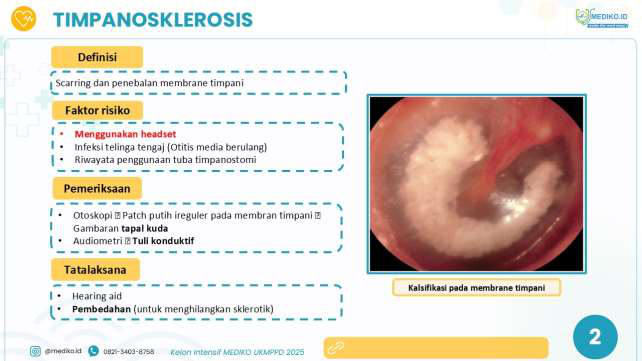 TIMPANOSKLEROSIS
MEDIKO.ID
Definisi
Scarring dan penebalan membrane timpani
Faktor risiko
• Menggunakan headset
• Infeksi telinga tengaj (Otitis media berulang)
• Riwayata penggunaan tuba timpanostomi
Pemeriksaan
• Otoskopi ⍰ Patch putih ireguler pada membran timpani ⍰
Gambaran tapal kuda
• Audiometri ⍰ Tuli konduktif
Tatalaksana
• Hearing aid
• Pembedahan (untuk menghilangkan sklerotik)
Kalsifikasi pada membrane timpani
@mediko.id
0821-3403-8758
Kelon Intensif MEDIKO UKMPPD 2025
2